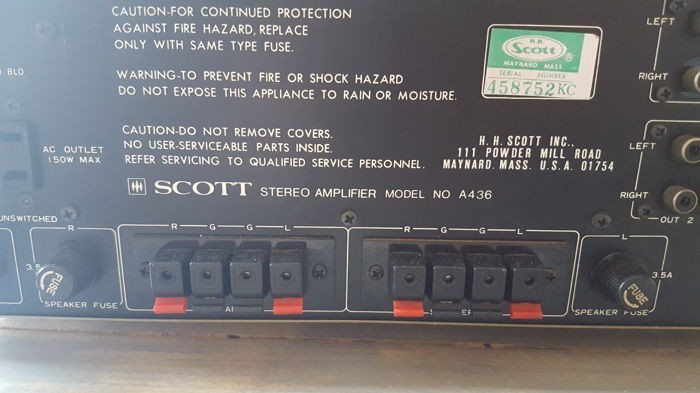 CAUTION-FOR CONTINUED PROTECTION
AGAINST FIRE HAZARD, REPLACE
ONLY WITH SAME TYPE FUSE.
WARNING-TO PREVENT FIRE OR SHOCK HAZARD
DO NOT EXPOSE THIS APPLIANCE TO RAIN OR MOISTURE.
CAUTION-DO NOT REMOVE COVERS.
NO USER-SERVICEABLE PARTS INSIDE.
REFER SERVICING TO QUALIFIED SERVICE PERSONNEL.
H.H. Scott ®
MAYNARD MASS
SERIAL NUMBER
458752KC
H. H. SCOTT INC.,
111 POWDER MILL ROAD
MAYNARD. MASS. U.S.A. 01754
SCOTT STEREO AMPLIFIER MODEL NO A436
AC OUTLET
150W MAX
UNSWITCHED
LEFT
RIGHT
LEFT
RIGHT
OUT 2
R
3.5
FUSE
SPEAKER FUSE
R G G L
R G G L
L
3.5A
FUSE
SPEAKER FUSE